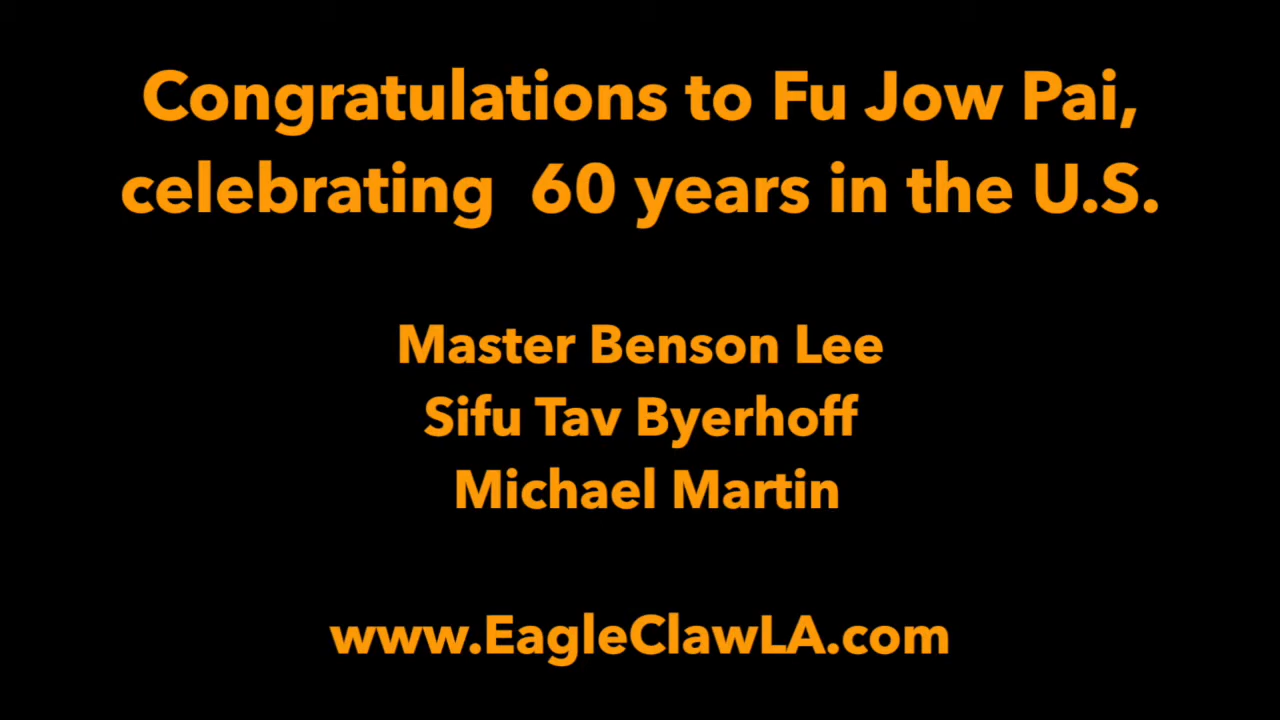 Congratulations to Fu Jow Pai,
celebrating  60 years in the U.S.
Master Benson Lee
Sifu Tav Byerhoff
Michael Martin
www.EagleClawLA.com